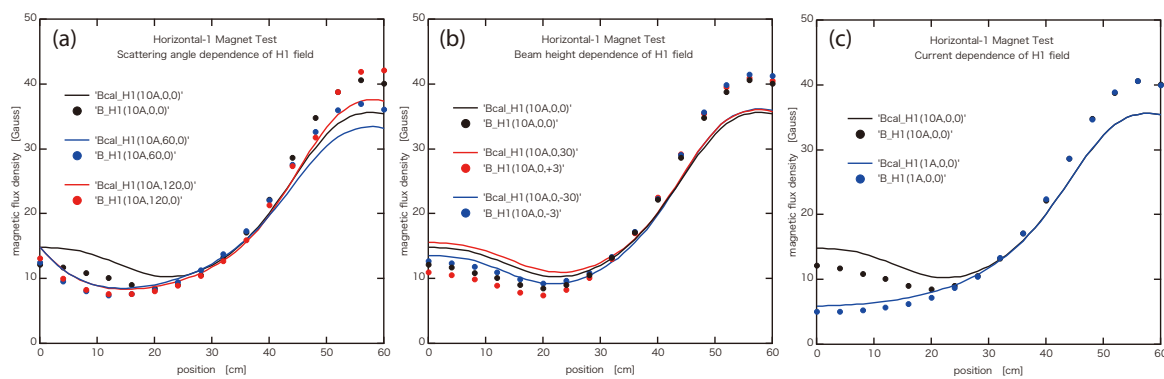 (a)
Horizontal-1 Magnet Test
Scattering angle dependence of H1 field
'Bcal_H1(10A,0,0)'
'B_H1(10A,0,0)'
'Bcal_H1(10A,60,0)'
'B_H1(10A,60,0)'
'Bcal_H1(10A,120,0)'
'B_H1(10A,120,0)'
magnetic flux density [Gauss]
50
40
30
20
10
0
0 10 20 30 40 50 60
position [cm]
(b)
Horizontal-1 Magnet Test
Beam height dependence of H1 field
'Bcal_H1(10A,0,0)'
'B_H1(10A,0,0)'
'Bcal_H1(10A,0,30)'
'B_H1(10A,0,+3)'
'Bcal_H1(10A,0,-30)'
'B_H1(10A,0,-3)'
magnetic flux density [Gauss]
50
40
30
20
10
0
0 10 20 30 40 50 60
position [cm]
(c)
Horizontal-1 Magnet Test
Current dependence of H1 field
'Bcal_H1(10A,0,0)'
'B_H1(10A,0,0)'
'Bcal_H1(1A,0,0)'
'B_H1(1A,0,0)'
magnetic flux density [Gauss]
50
40
30
20
10
0
0 10 20 30 40 50 60
position [cm]